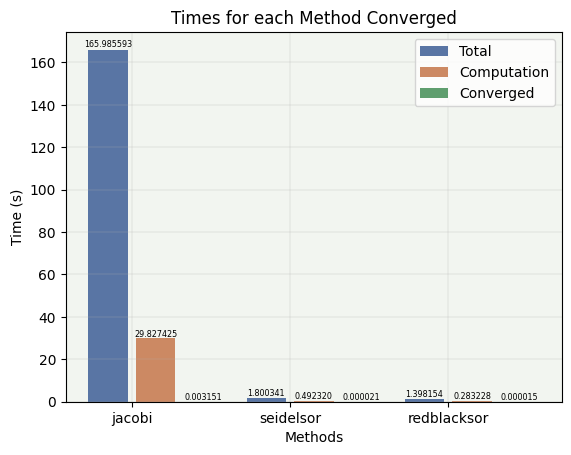 Times for each Method Converged
165.985593
Total
Computation
Converged
160
140
120
100
80
60
40
20
0
Time (s)
29.827425
0.003151
1.800341
0.492320
0.000021
1.398154
0.283228
0.000015
jacobi
seidelsor
redblacksor
Methods